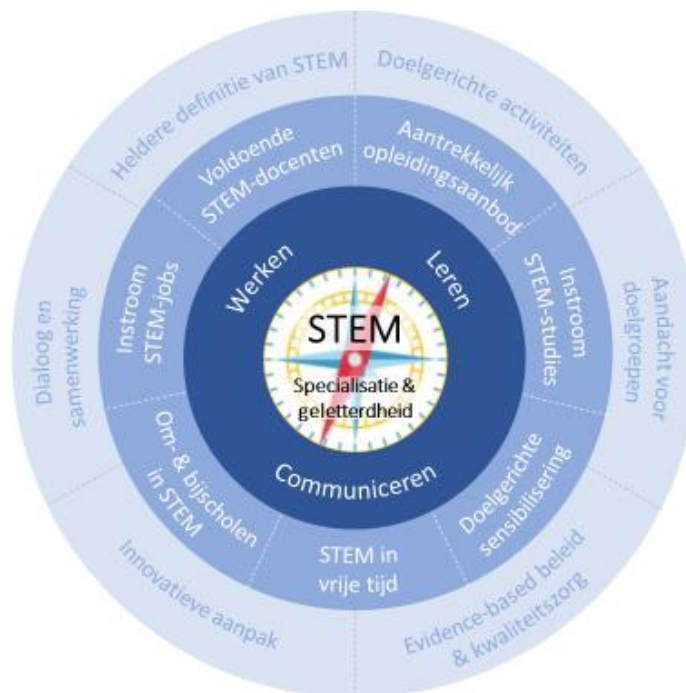 STEM
Specialisatie &
geletterdheid
Werken
Leren
Communiceren
Voldoende
STEM-docenten
Aantrekkelijk
opleidingsaanbod
Instroom
STEM-studies
Doelgerichte
sensibilisering
STEM in
vrije tijd
Om- & bijscholen
in STEM
Instroom
STEM-jobs
Heldere definitie van STEM
Doelgerichte activiteiten
Aandacht voor
doelgroepen
Evidence-based beleid
& kwaliteitszorg
Innovatieve aanpak
Dialoog en
samenwerking